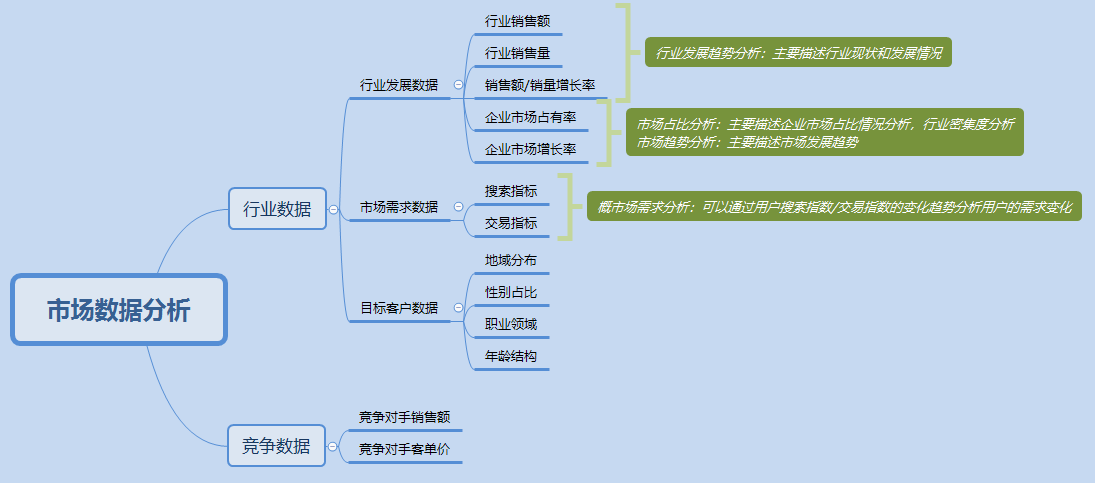 市场数据分析
行业数据
行业发展数据
行业销售额
行业销售量
销售额/销量增长率
企业市场占有率
企业市场增长率
行业发展趋势分析：主要描述行业现状和发展情况
市场占比分析：主要描述企业市场占比情况分析，行业密集度分析
市场趋势分析：主要描述市场发展趋势
市场需求数据
搜索指标
交易指标
概市场需求分析：可以通过用户搜索指数/交易指数的变化趋势分析用户的需求变化
目标客户数据
地域分布
性别占比
职业领域
年龄结构
竞争数据
竞争对手销售额
竞争对手客单价